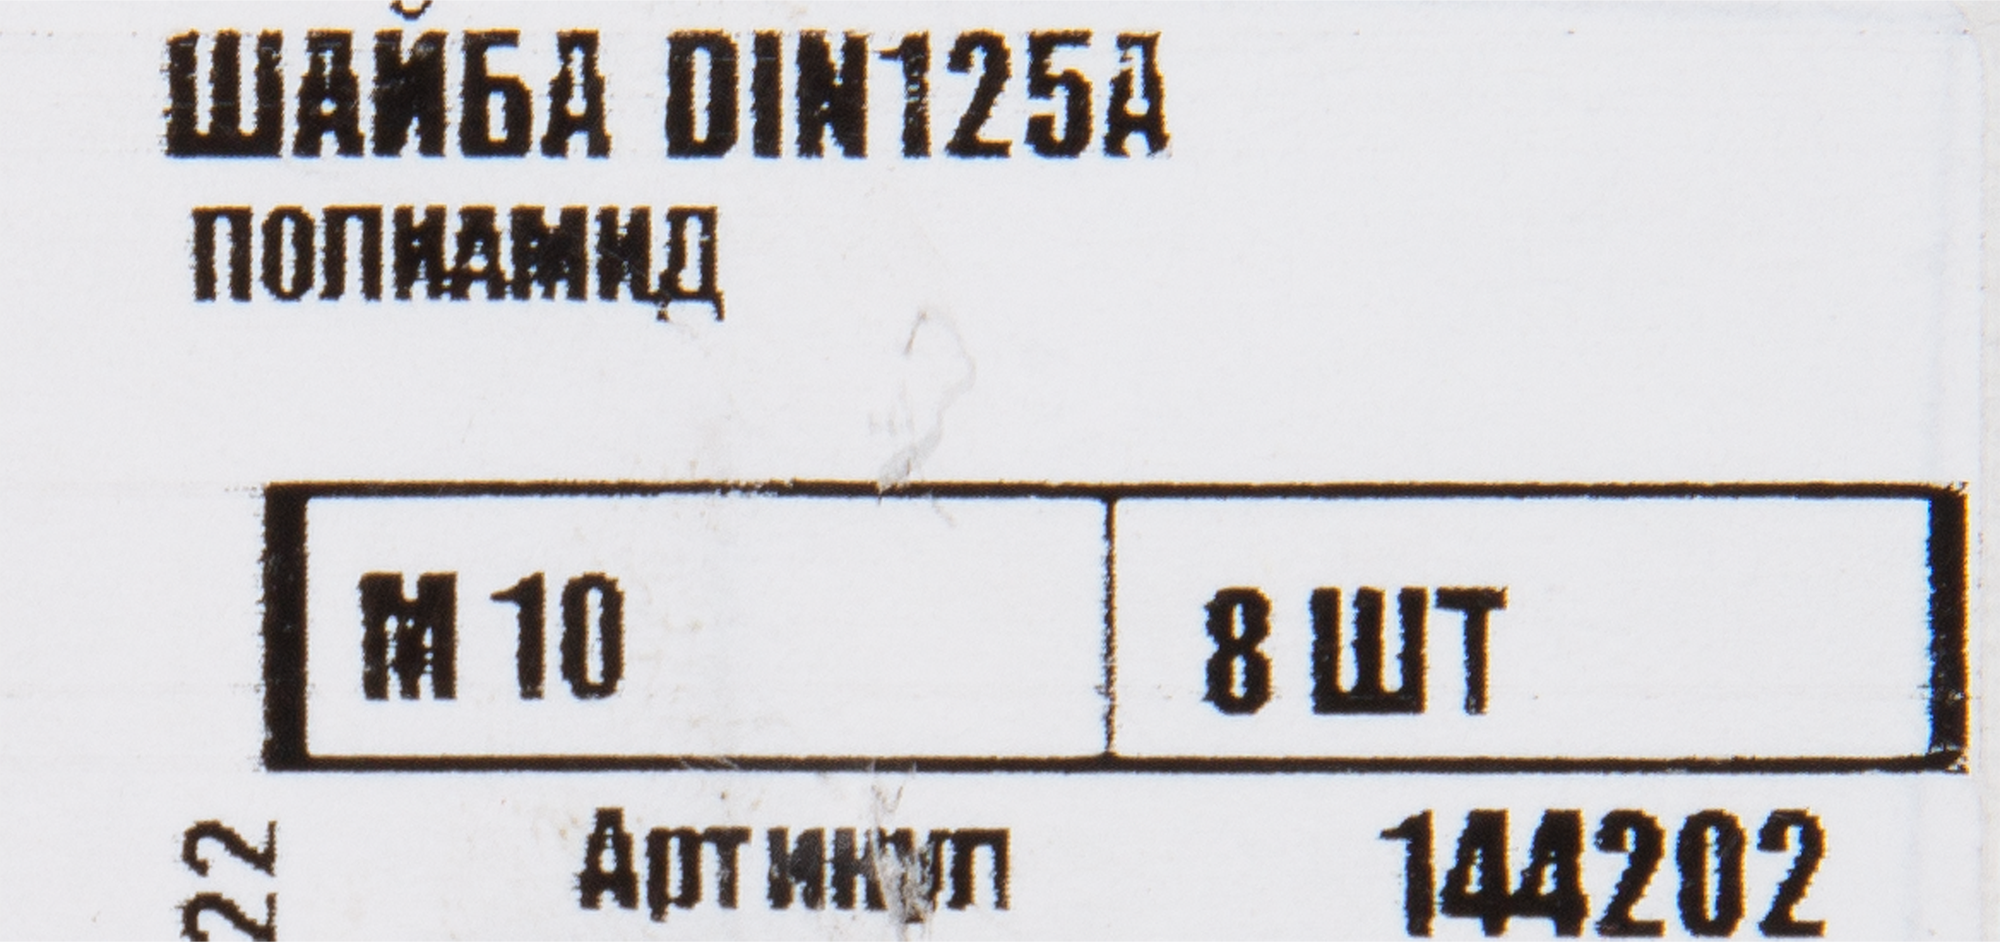 ШАЙБА DIN125A
ПОЛИАМИД
М 10 8 ШТ
Артикул 144202
22